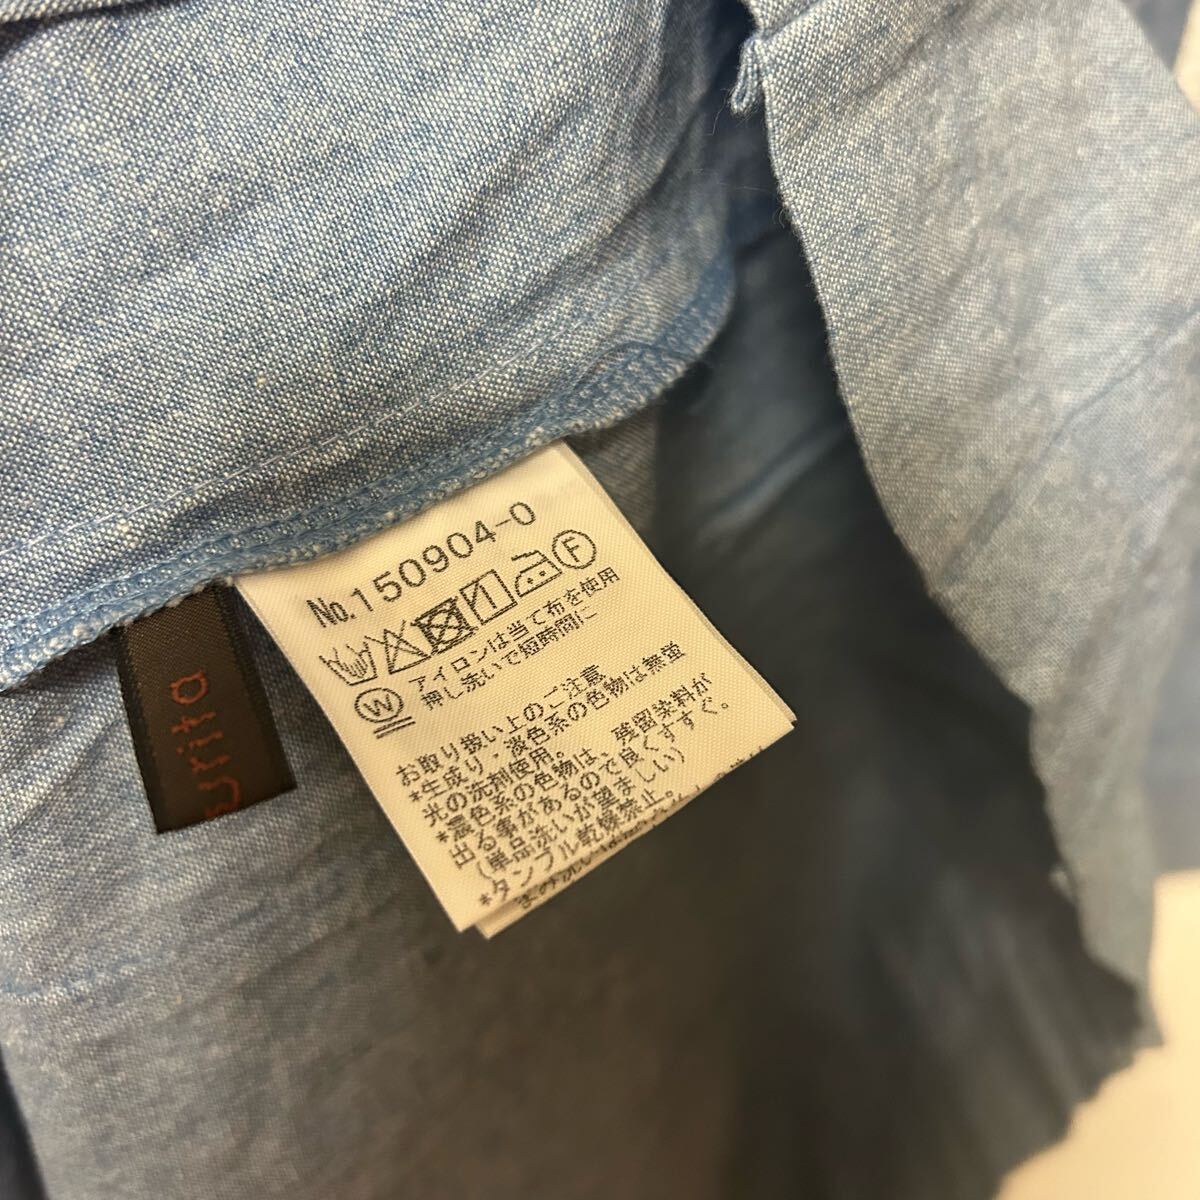 No.150904-0
F
W
アイロンは当て布を使用
押し洗いで短時間に
お取り扱い上のご注意
*生成り・淡色系の色物は無蛍
光の洗剤使用。
*濃色系の色物は、残留染料が
出る事があるので良くすすぐ。
(単品洗いが望ましい)
*タンブル乾燥禁止。
urita